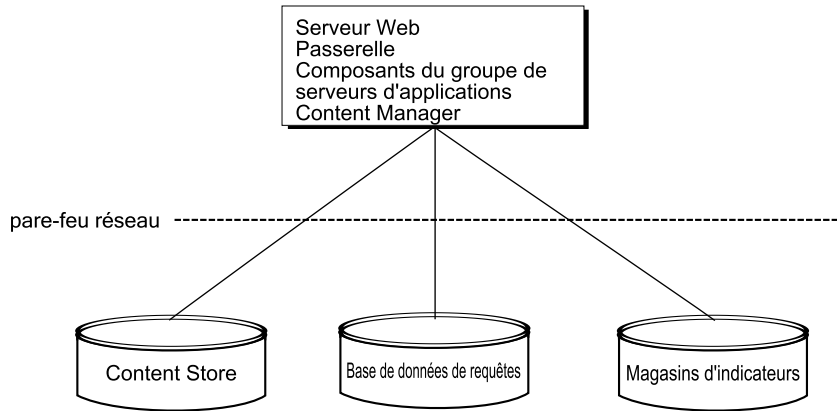 Serveur Web
Passerelle
Composants du groupe de
serveurs d'applications
Content Manager
pare-feu réseau
Content Store
Base de données de requêtes
Magasins d'indicateurs